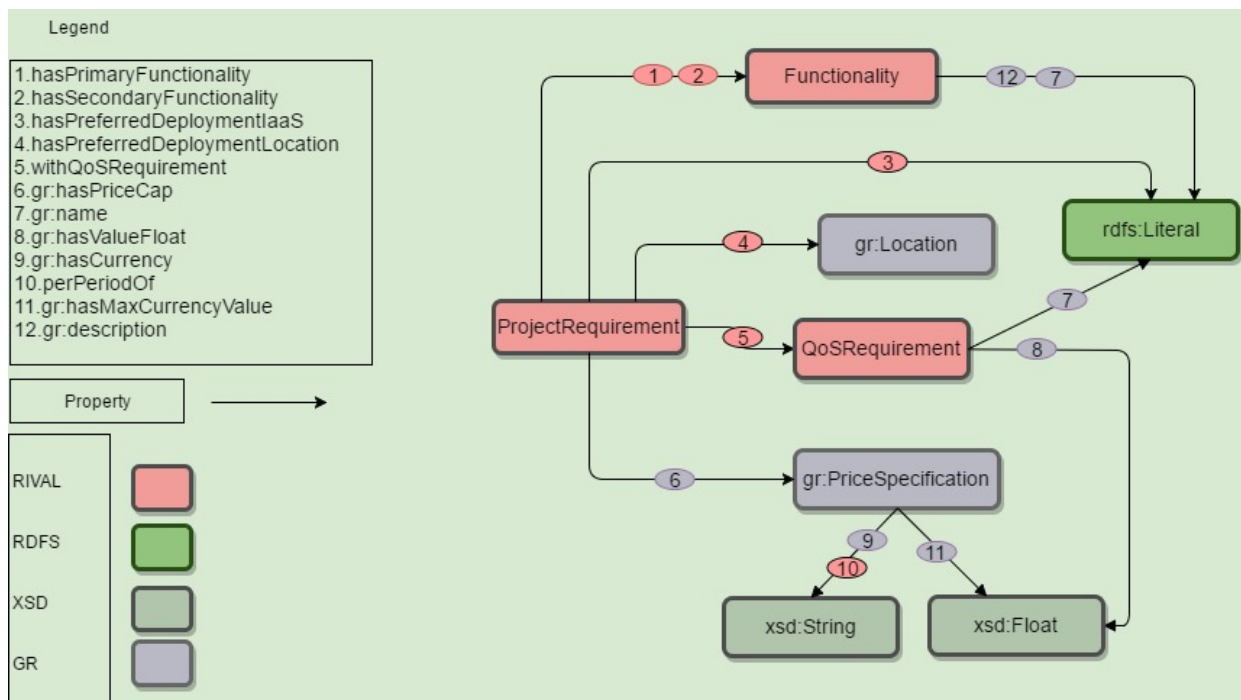 Legend
1.hasPrimaryFunctionality
2.hasSecondaryFunctionality
3.hasPreferredDeploymentIaaS
4.hasPreferredDeploymentLocation
5.withQoSRequirement
6.gr:hasPriceCap
7.gr:name
8.gr:hasValueFloat
9.gr:hasCurrency
10.perPeriodOf
11.gr:hasMaxCurrencyValue
12.gr:description
Property
RIVAL
RDFS
XSD
GR
1 2
Functionality
12 7
3
rdfs:Literal
4
gr:Location
7
ProjectRequirement
5
QoSRequirement
8
6
gr:PriceSpecification
9
10
11
xsd:String
xsd:Float